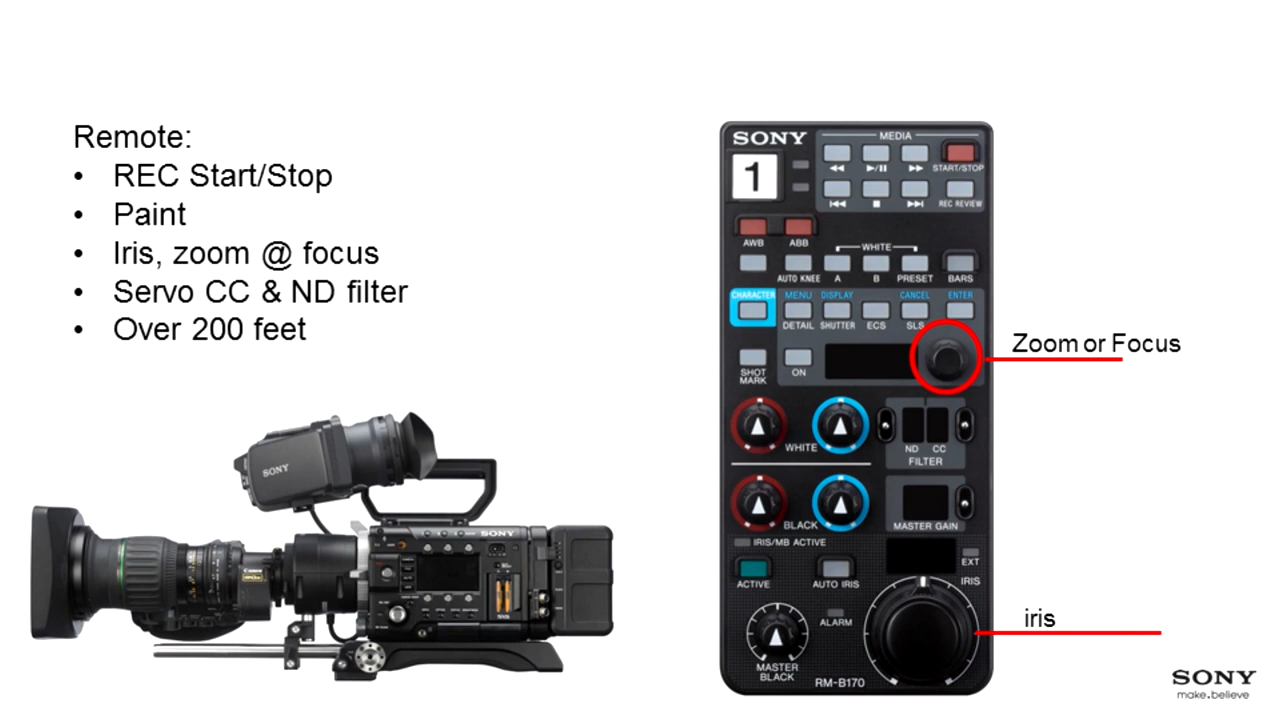 Remote:
• REC Start/Stop
• Paint
• Iris, zoom @ focus
• Servo CC & ND filter
• Over 200 feet
SONY
MEDIA
1
START/STOP
REC REVIEW
AWB ABB
WHITE
AUTO KNEE A B PRESET BARS
CHARACTER MENU DISPLAY CANCEL ENTER
DETAIL SHUTTER ECS SLS
Zoom or Focus
SHOT
MARK
ON
WHITE
ND CC
FILTER
BLACK
MASTER GAIN
IRIS/MB ACTIVE
EXT
ACTIVE AUTO IRIS IRIS
ALARM
iris
MASTER
BLACK
RM-B170
SONY
SONY
Canon
SONY
make.believe